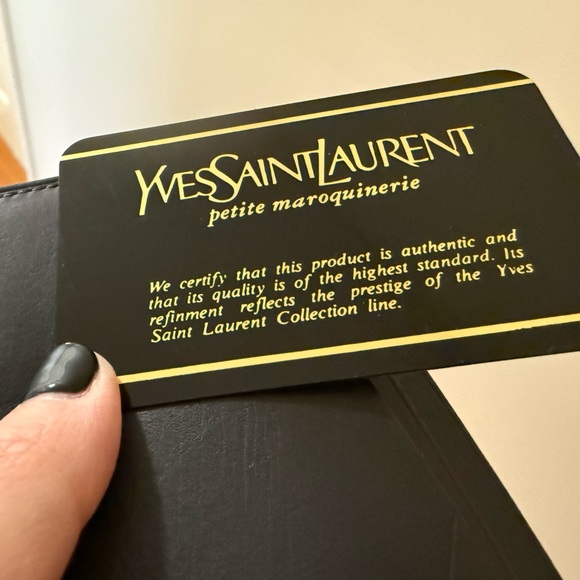 YVESSAINTLAURENT
petite maroquinerie
We certify that this product is authentic and
that its quality is of the highest standard. Its
refinment reflects the prestige of the Yves
Saint Laurent Collection line.